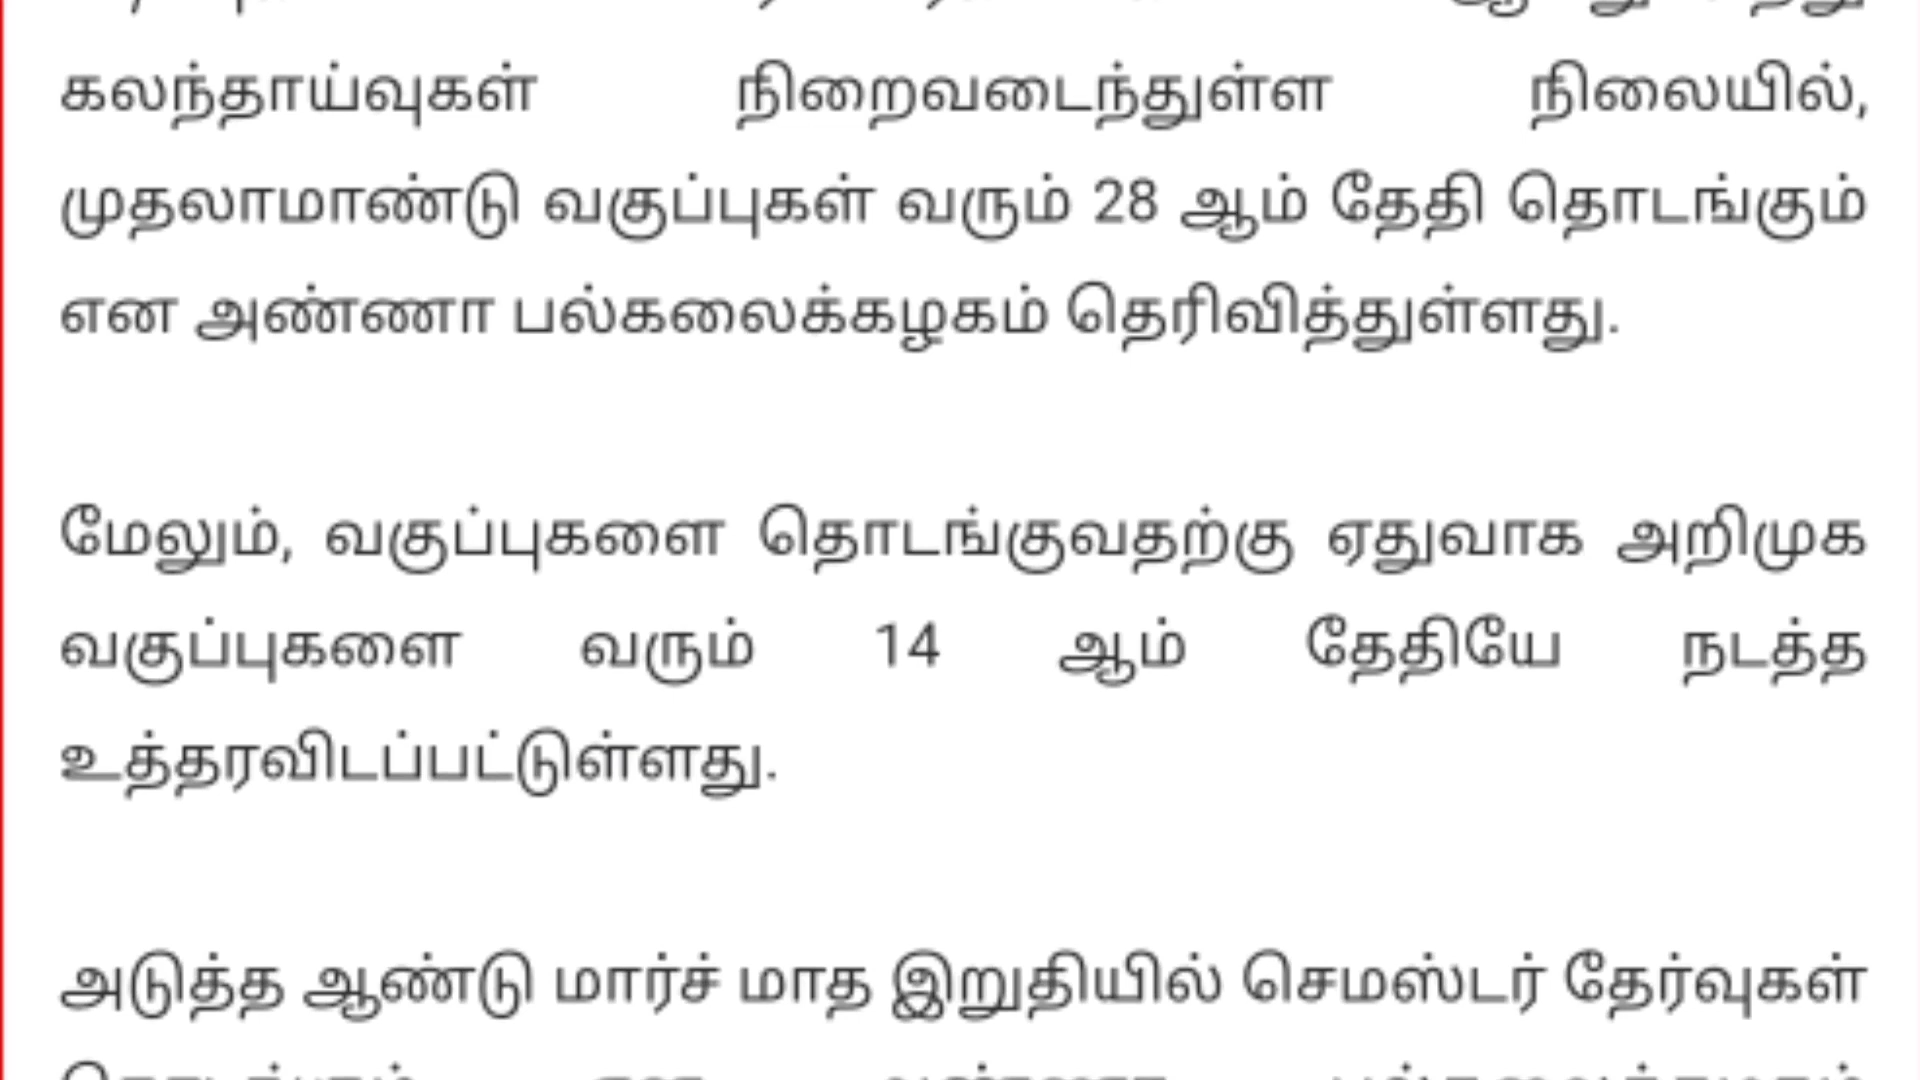 கலந்தாய்வுகள் நிறைவடைந்துள்ள நிலையில்,
முதலாமாண்டு வகுப்புகள் வரும் 28 ஆம் தேதி தொடங்கும்
என அண்ணா பல்கலைக்கழகம் தெரிவித்துள்ளது.
மேலும், வகுப்புகளை தொடங்குவதற்கு ஏதுவாக அறிமுக
வகுப்புகளை வரும் 14 ஆம் தேதியே நடத்த
உத்தரவிடப்பட்டுள்ளது.
அடுத்த ஆண்டு மார்ச் மாத இறுதியில் செமஸ்டர் தேர்வுகள்